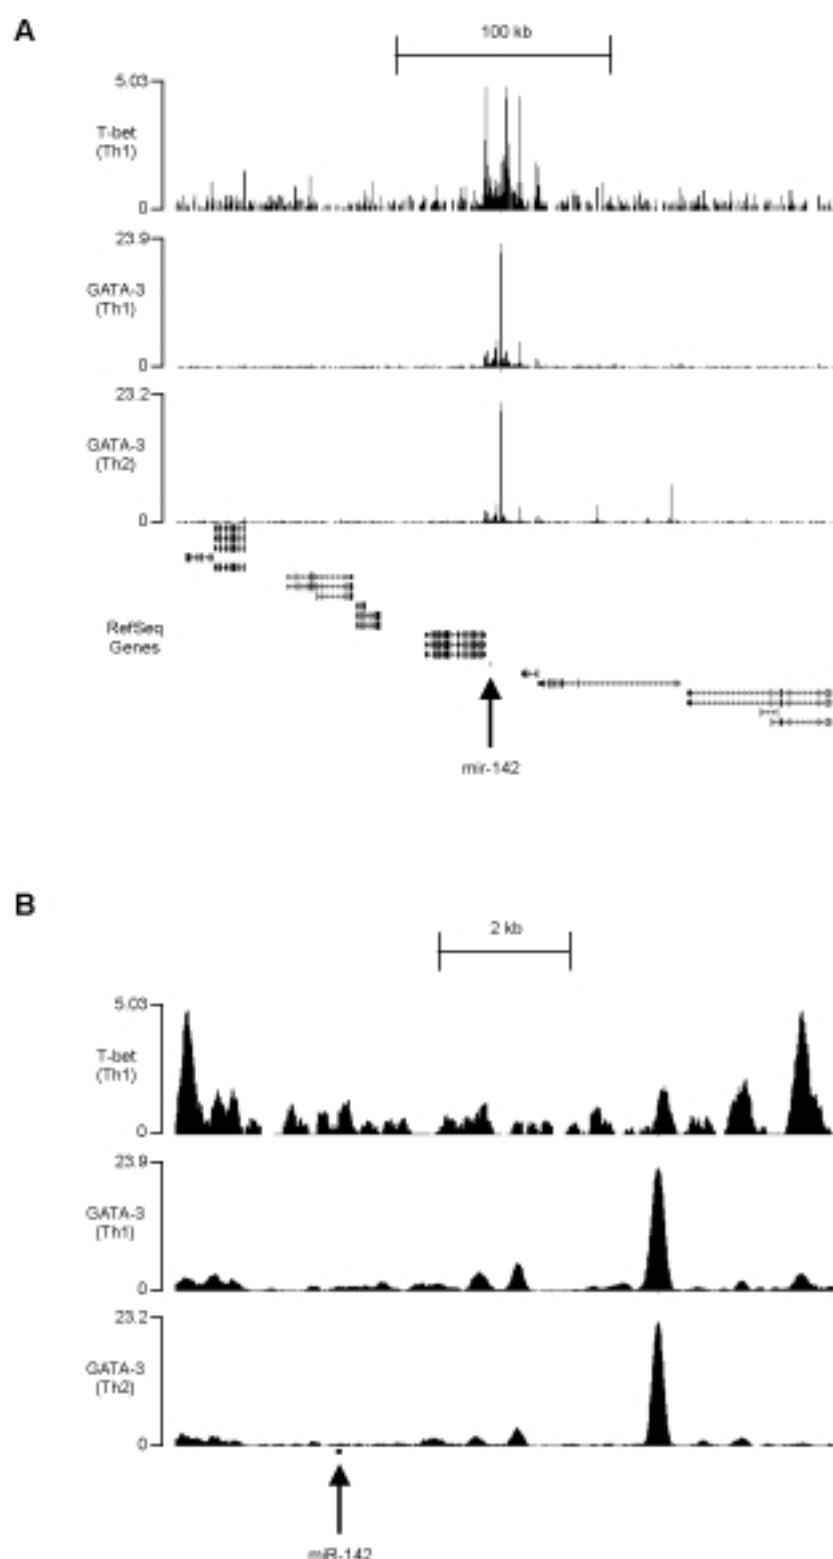 A
100 kb
5.03
T-bet
(Th1)
0
23.9
GATA-3
(Th1)
0
23.2
GATA-3
(Th2)
0
RefSeq
Genes
mir-142
B
2 kb
5.03
T-bet
(Th1)
0
23.9
GATA-3
(Th1)
0
23.2
GATA-3
(Th2)
0
miR-142